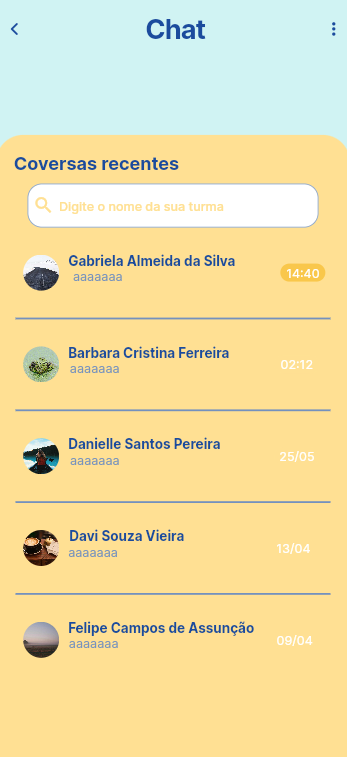 Chat
Coversas recentes
Digite o nome da sua turma
Gabriela Almeida da Silva
aaaaaaa
14:40
Barbara Cristina Ferreira
aaaaaaa
02:12
Danielle Santos Pereira
aaaaaaa
25/05
Davi Souza Vieira
aaaaaaa
13/04
Felipe Campos de Assunção
aaaaaaa
09/04